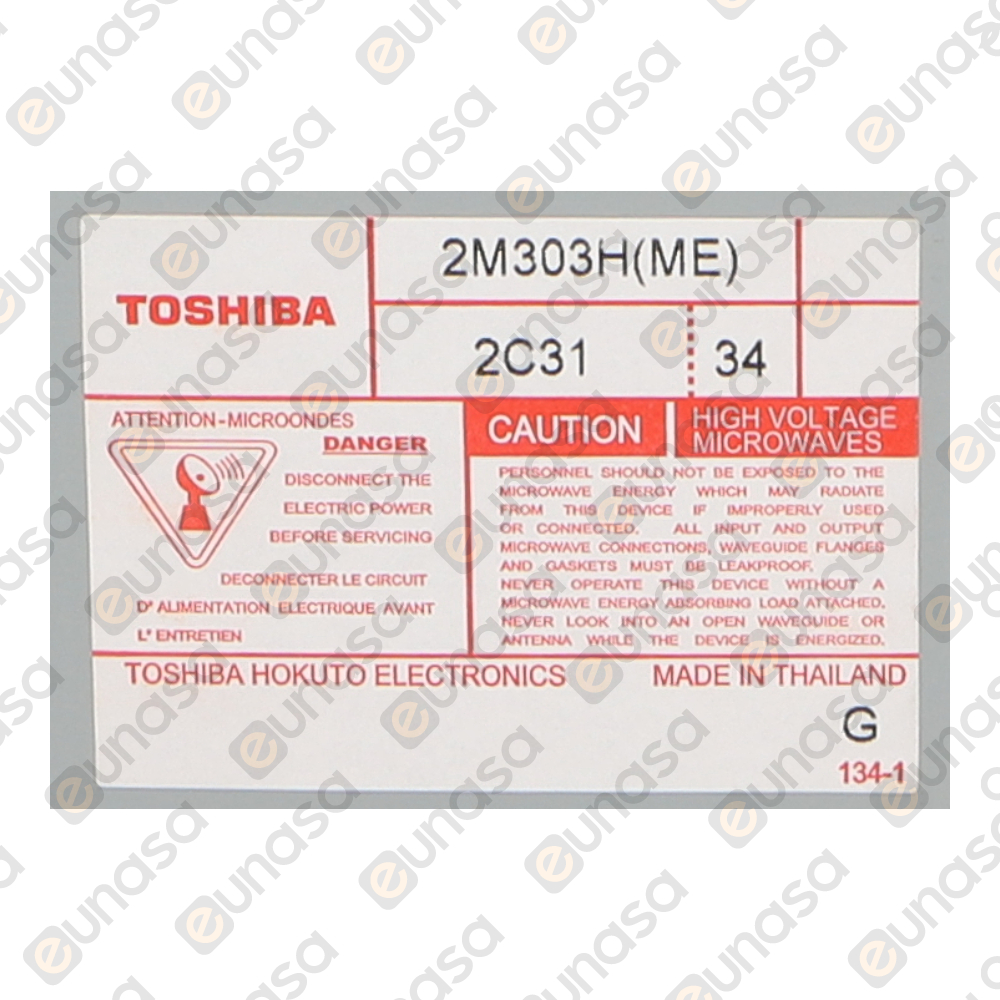 2M303H(ME)
TOSHIBA
2C31 34
ATTENTION-MICROONDES
DANGER
DISCONNECT THE
ELECTRIC POWER
BEFORE SERVICING
DECONNECTER LE CIRCUIT
D' ALIMENTATION ELECTRIQUE AVANT
L' ENTRETIEN
CAUTION
HIGH VOLTAGE
MICROWAVES
PERSONNEL SHOULD NOT BE EXPOSED TO THE
MICROWAVE ENERGY WHICH MAY RADIATE
FROM THIS DEVICE IF IMPROPERLY USED
OR CONNECTED. ALL INPUT AND OUTPUT
MICROWAVE CONNECTIONS, WAVEGUIDE FLANGES
AND GASKETS MUST BE LEAKPROOF.
NEVER OPERATE THIS DEVICE WITHOUT A
MICROWAVE ENERGY ABSORBING LOAD ATTACHED.
NEVER LOOK INTO AN OPEN WAVEGUIDE OR
ANTENNA WHILE THE DEVICE IS ENERGIZED.
TOSHIBA HOKUTO ELECTRONICS MADE IN THAILAND
G
134-1
eunasa